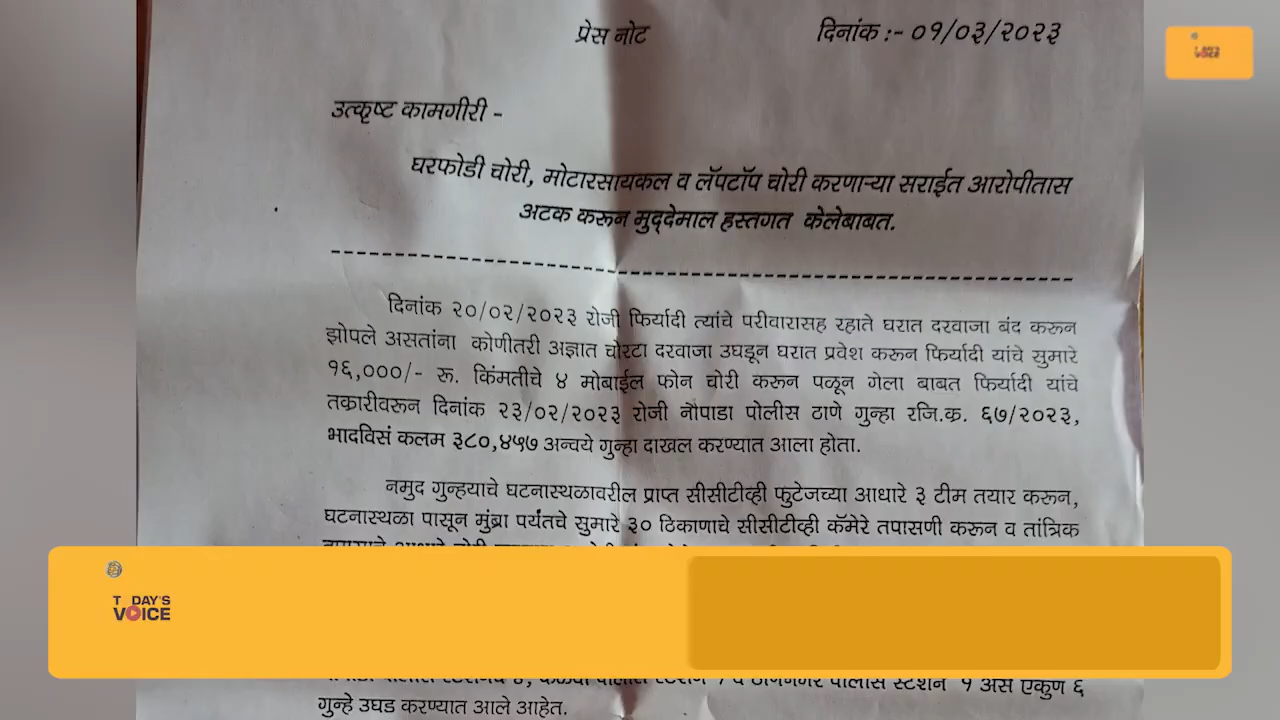 प्रेस नोट दिनांक :- ०१/०३/२०२३
T DAY'S
VOICE
उत्कृष्ट कामगीरी -
घरफोडी चोरी, मोटारसायकल व लॅपटॉप चोरी करणाऱ्या सराईत आरोपीतास
अटक करून मुद्देमाल हस्तगत केलेबाबत.
दिनांक २०/०२/२०२३ रोजी फिर्यादी त्यांचे परीवारासह रहाते घरात दरवाजा बंद करून
झोपले असतांना कोणीतरी अज्ञात चोरटा दरवाजा उघडून घरात प्रवेश करून फिर्यादी यांचे सुमारे
१६,०००/- रू. किंमतीचे ४ मोबाईल फोन चोरी करून पळून गेला बाबत फिर्यादी यांचे
तक्रारीवरून दिनांक २३/०२/२०२३ रोजी नौपाडा पोलीस ठाणे गुन्हा रजि.क्र. ६७/२०२३,
भादविसं कलम ३८०,४५७ अन्वये गुन्हा दाखल करण्यात आला होता.
नमुद गुन्हयाचे घटनास्थळावरील प्राप्त सीसीटीव्ही फुटेजच्या आधारे ३ टीम तयार करून,
घटनास्थळा पासून मुंब्रा पर्यंतचे सुमारे ३० ठिकाणाचे सीसीटीव्ही कॅमेरे तपासणी करून व तांत्रिक
T DAY'S
VOICE
पोलीस स्टेशन १ असे एकुण ६
गुन्हे उघड करण्यात आले आहेत.